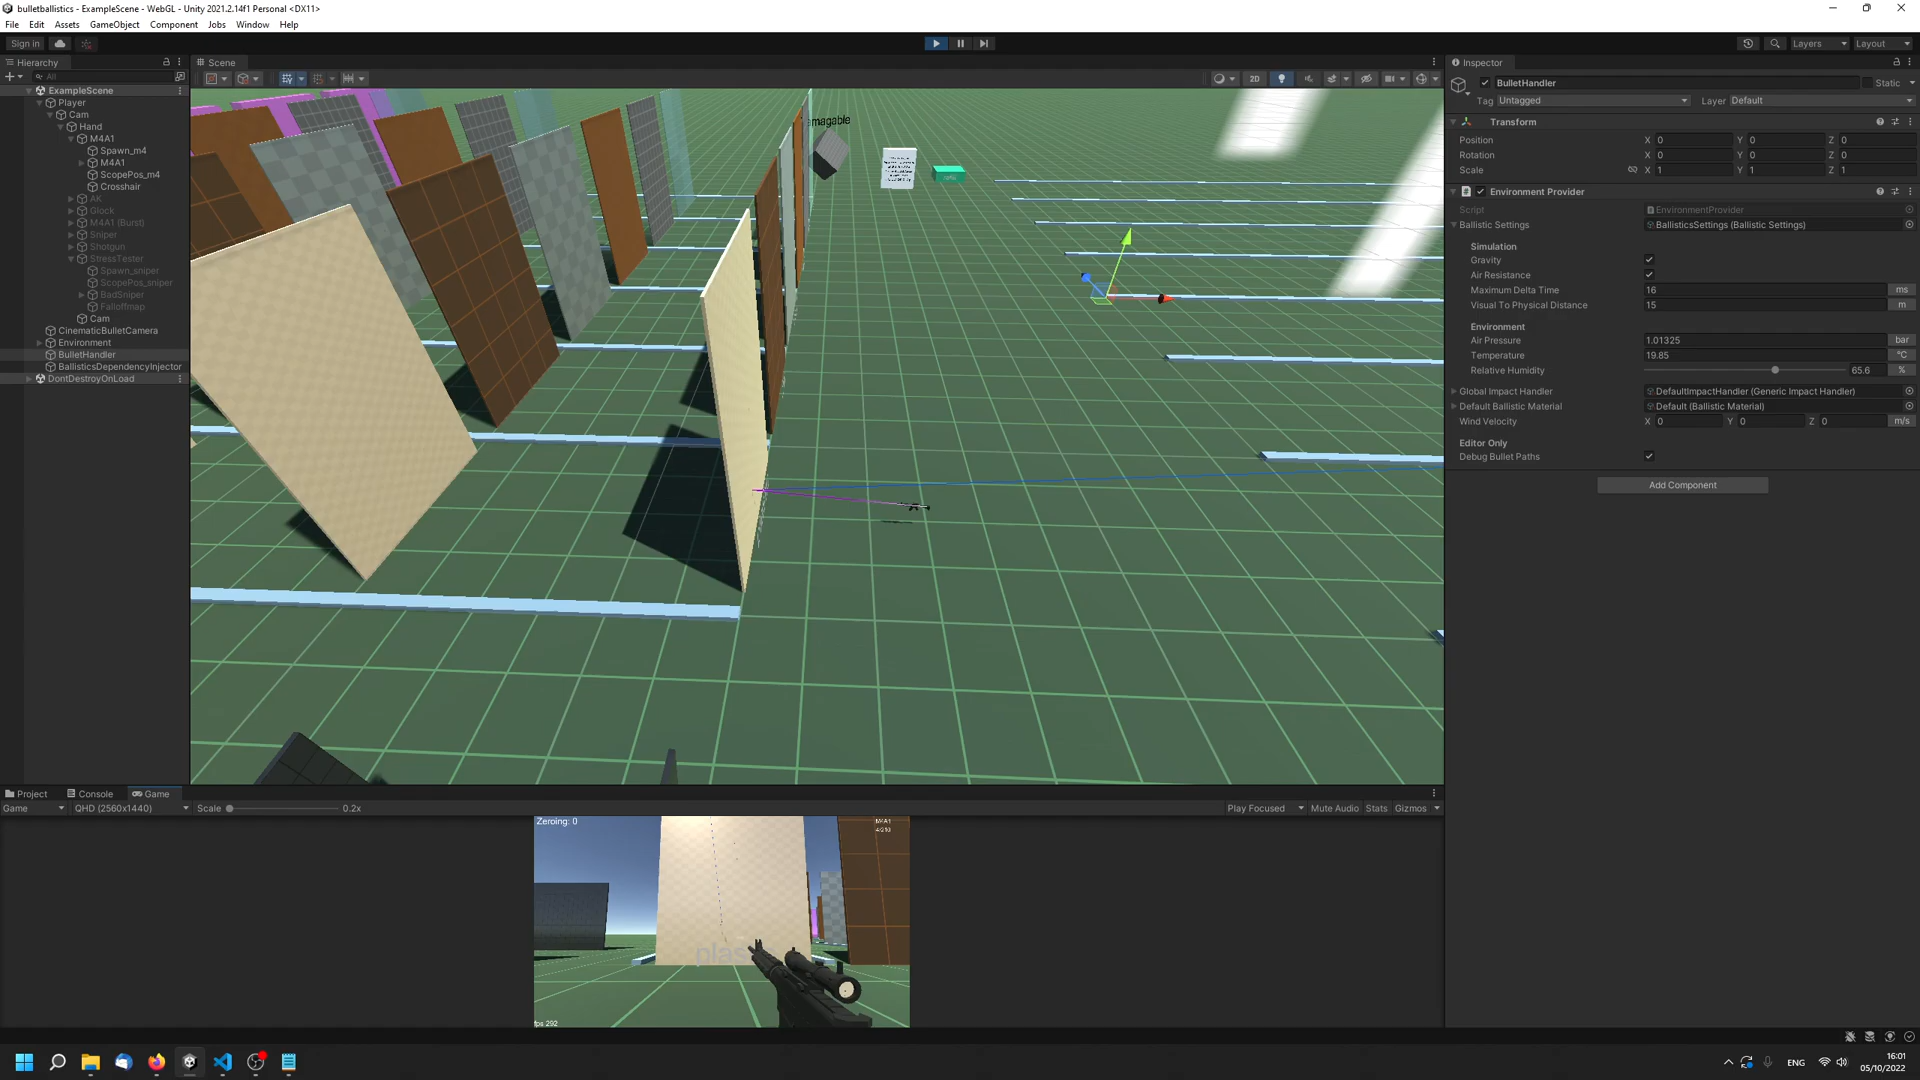 bulletballistics - ExampleScene - WebGL - Unity 2021.2.14f1 Personal <DX11>
File Edit Assets GameObject Component Jobs Window Help
Sign in
Layers Layout
Hierarchy
All
ExampleScene
Player
Cam
Hand
M4A1
Spawn_m4
M4A1
ScopePos_m4
Crosshair
AK
Glock
M4A1 (Burst)
Sniper
Shotgun
StressTester
Spawn_sniper
ScopePos_sniper
BadSniper
Falloffmap
Cam
CinematicBulletCamera
Environment
BulletHandler
BallisticsDependencyInjector
DontDestroyOnLoad
Scene
2D
amagable
Project Console Game
Game QHD (2560x1440) Scale 0.2x
Play Focused Mute Audio Stats Gizmos
Zeroing: 0
M4A1
plas
fps 292
Inspector
BulletHandler Static
Tag Untagged Layer Default
Transform
Position X 0 Y 0 Z 0
Rotation X 0 Y 0 Z 0
Scale X 1 Y 1 Z 1
Environment Provider
Script EnvironmentProvider
Ballistic Settings BallisticsSettings (Ballistic Settings)
Simulation
Gravity
Air Resistance
Maximum Delta Time 16 ms
Visual To Physical Distance 15 m
Environment
Air Pressure 1.01325 bar
Temperature 19.85 °C
Relative Humidity 65.6 %
Global Impact Handler DefaultImpactHandler (Generic Impact Handler)
Default Ballistic Material Default (Ballistic Material)
Wind Velocity X 0 Y 0 Z 0 m/s
Editor Only
Debug Bullet Paths
Add Component
ENG
16:01
05/10/2022